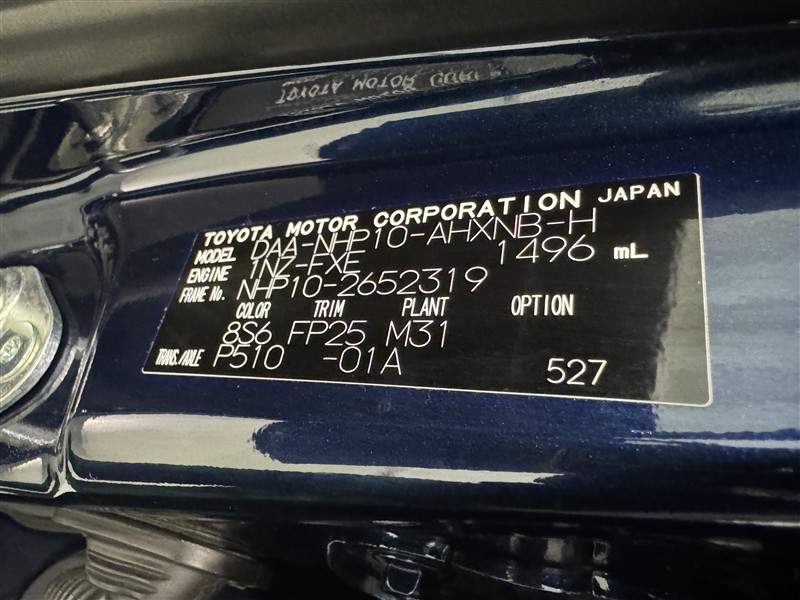 TOYOTA MOTOR CORPORATION JAPAN
MODEL DAA-NHP10-AHXNB-H
ENGINE 1NZ-FXE 1496 mL
FRAME No. NHP10-2652319
COLOR TRIM PLANT OPTION
8S6 FP25 M31
TRANS./AXLE P510 -01A
527